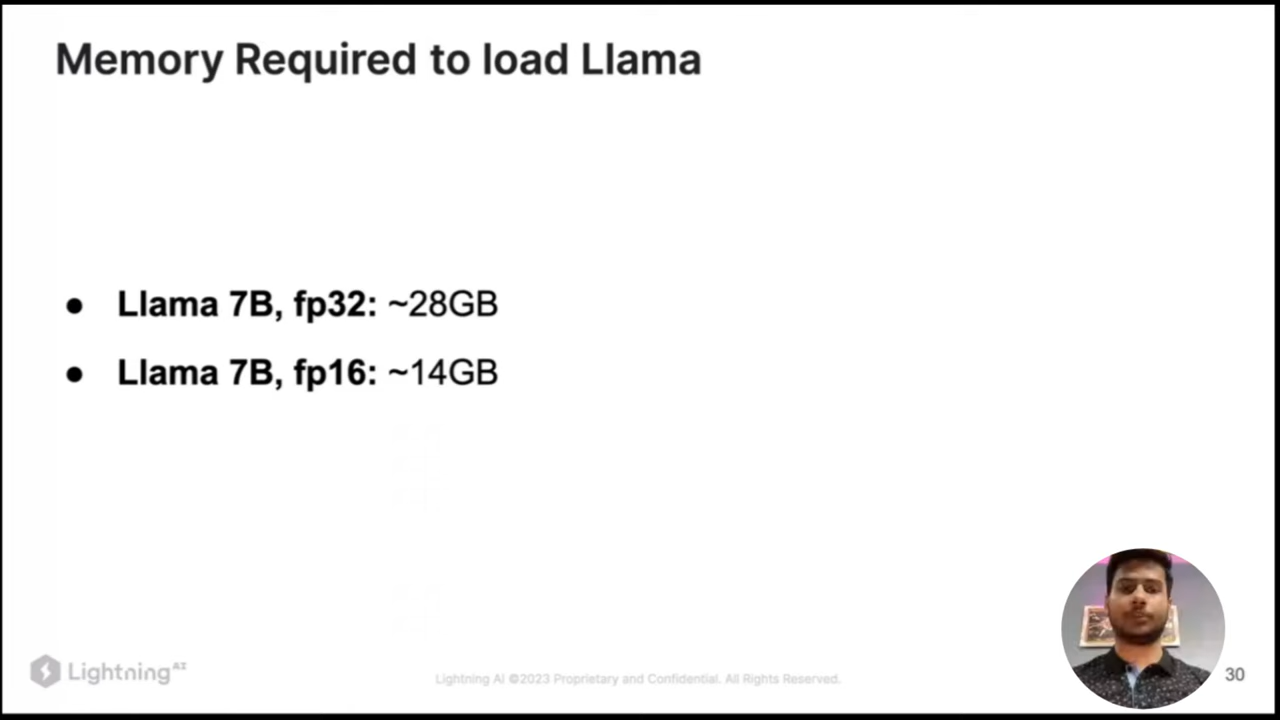 Memory Required to load Llama
● Llama 7B, fp32: ~28GB
● Llama 7B, fp16: ~14GB
Lightning AI
Lightning AI ©2023 Proprietary and Confidential. All Rights Reserved.
30